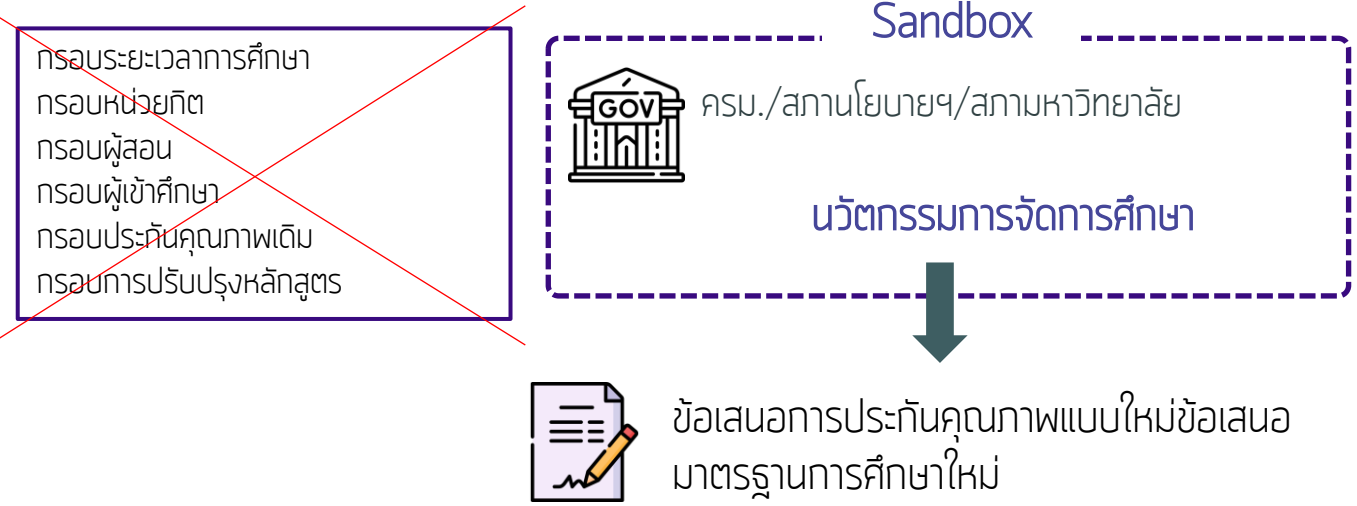 กรอบระยะเวลาการศึกษา
กรอบหน่วยกิต
กรอบผู้สอน
กรอบผู้เข้าศึกษา
กรอบประกันคุณภาพเดิม
กรอบการปรับปรุงหลักสูตร
Sandbox
GOV
ครม./สภานโยบายฯ/สภามหาวิทยาลัย
นวัตกรรมการจัดการศึกษา
ข้อเสนอการประกันคุณภาพแบบใหม่ข้อเสนอ
มาตรฐานการศึกษาใหม่